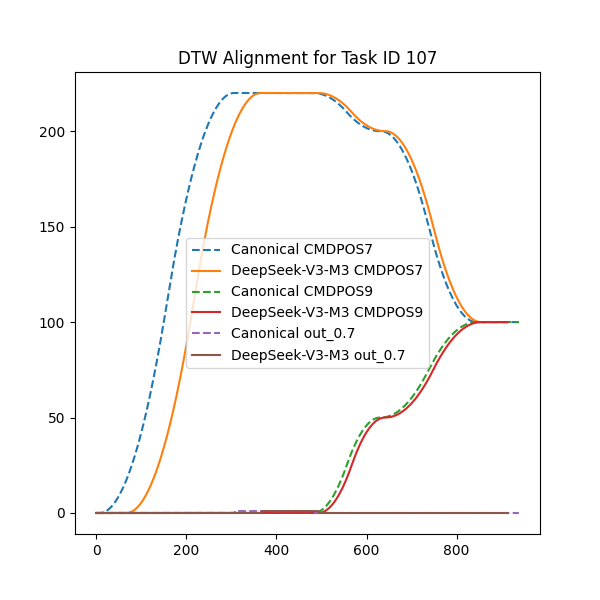 DTW Alignment for Task ID 107
200
150
100
50
0
Canonical CMDPOS7
DeepSeek-V3-M3 CMDPOS7
Canonical CMDPOS9
DeepSeek-V3-M3 CMDPOS9
Canonical out_0.7
DeepSeek-V3-M3 out_0.7
0 200 400 600 800